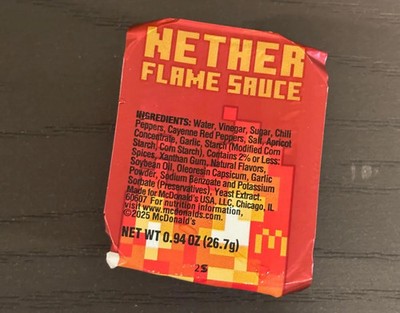 NETHER
FLAME SAUCE
INGREDIENTS: Water, Vinegar, Sugar, Chili
Peppers, Cayenne Red Peppers, Salt, Apricot
Concentrate, Garlic, Starch (Modified Corn
Starch, Corn Starch), Contains 2% or Less:
Spices, Xanthan Gum, Natural Flavors,
Soybean Oil, Oleoresin Capsicum, Garlic
Powder, Sodium Benzoate and Potassium
Sorbate (Preservatives), Yeast Extract.
Made for McDonald's USA, LLC, Chicago, IL
60607 For nutrition information,
visit www.mcdonalds.com.
©2025 McDonald's
NET WT 0.94 OZ (26.7g)
2S